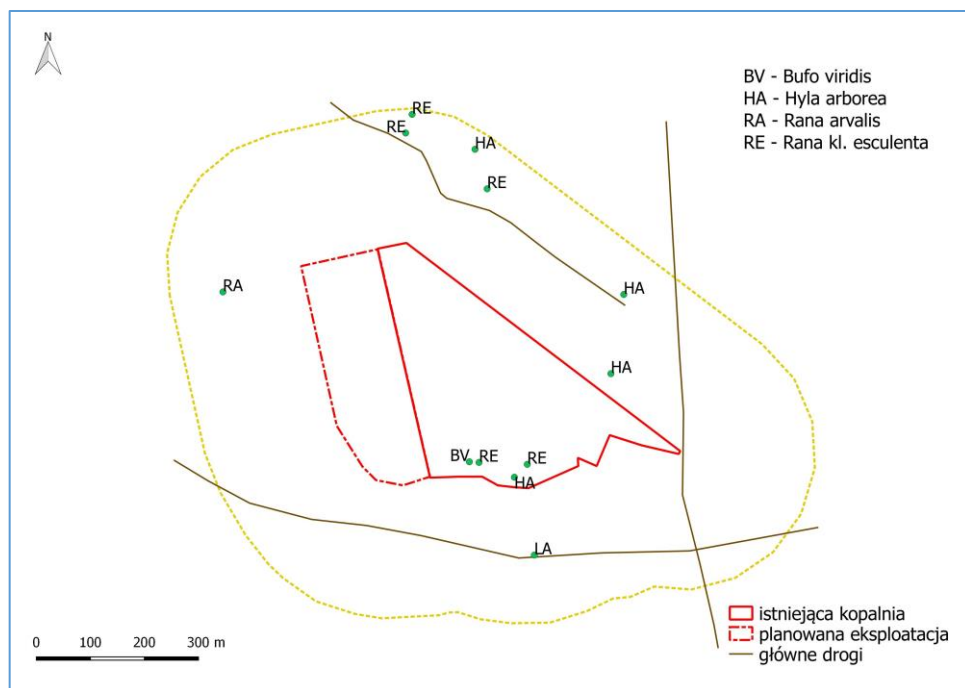 N
BV - Bufo viridis
HA - Hyla arborea
RA - Rana arvalis
RE - Rana kl. esculenta
RE
RE
HA
RE
RA
HA
HA
BV
RE
RE
HA
LA
istniejąca kopalnia
planowana eksploatacja
główne drogi
0 100 200 300 m